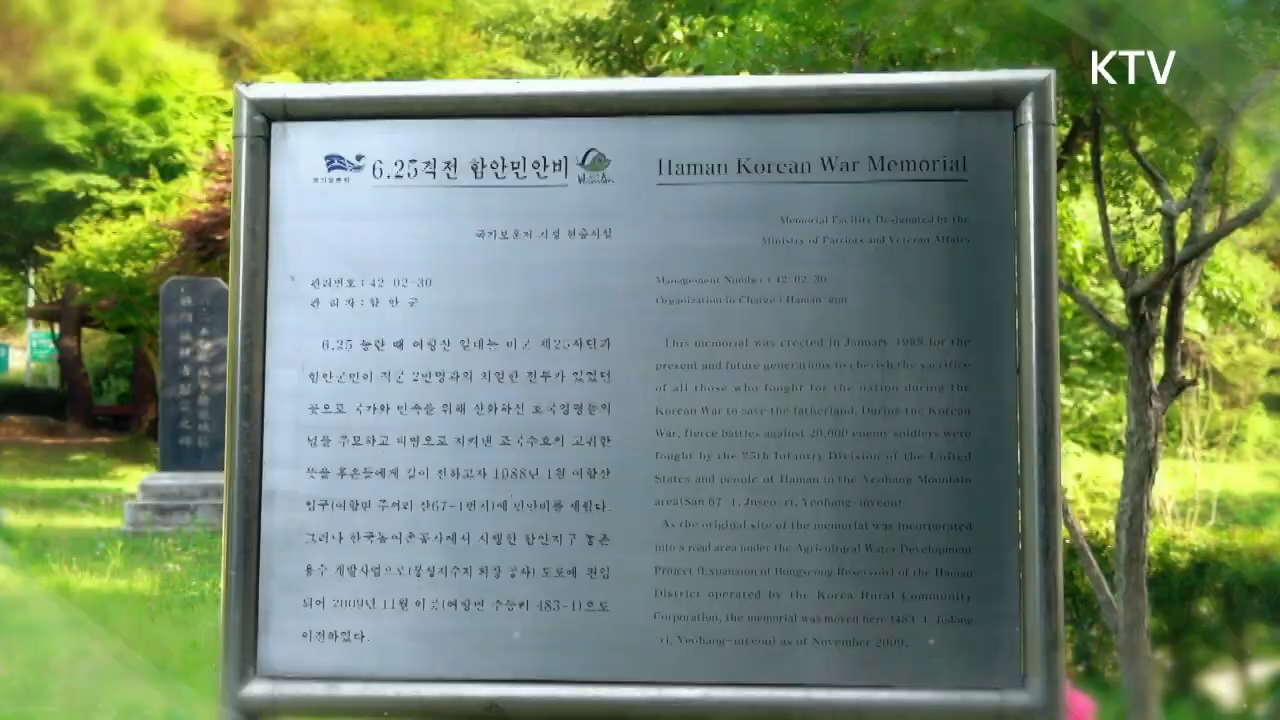 KTV
6.25격전 함안민안비
HamAn
국가보훈처 지정 현충시설
관리번호 : 42-02-30
관 리 자 : 함 안 군
6.25 동란 때 여항산 일대는 미군 제25사단과
함안군민이 적군 2만명과의 치열한 전투가 있었던
곳으로 국가와 민족을 위해 산화하신 호국영령들의
넋을 추모하고 피땀으로 지켜낸 조국수호의 고귀한
뜻을 후손들에게 길이 전하고자 1988년 1월 여항산
입구(여항면 주서리 산67-1번지)에 민안비를 세웠다.
그러나 한국농어촌공사에서 시행한 함안지구 농촌
용수 개발사업으로 도로에 편입
되어 2009년 11월 이곳(여항면 주동리 483-1)으로
이전하였다.
Haman Korean War Memorial
Memorial Facility Designated by the
Ministry of Patriots and Veteran Affairs
Management Number : 42-02-30
Organization in Charge : Haman-gun
This memorial was erected in January 1988 for the
present and future generations to cherish the sacrifice
of all those who fought for the nation during the
Korean War to save the fatherland. During the Korean
War, fierce battles against 20,000 enemy soldiers were
fought by the 25th Infantry Division of the United
States and people of Haman in the Yeohang Mountain
area(San 67-1, Juseo-ri, Yeohang-myeon).
As the original site of the memorial was incorporated
into a road area under the Agricultural Water Development
Project (Expansion of Bongseong Reservoir) of the Haman
District operated by the Korea Rural Community
Corporation, the memorial was moved here (483-1, Judong
-ri, Yeohang-myeon) as of November 2009.